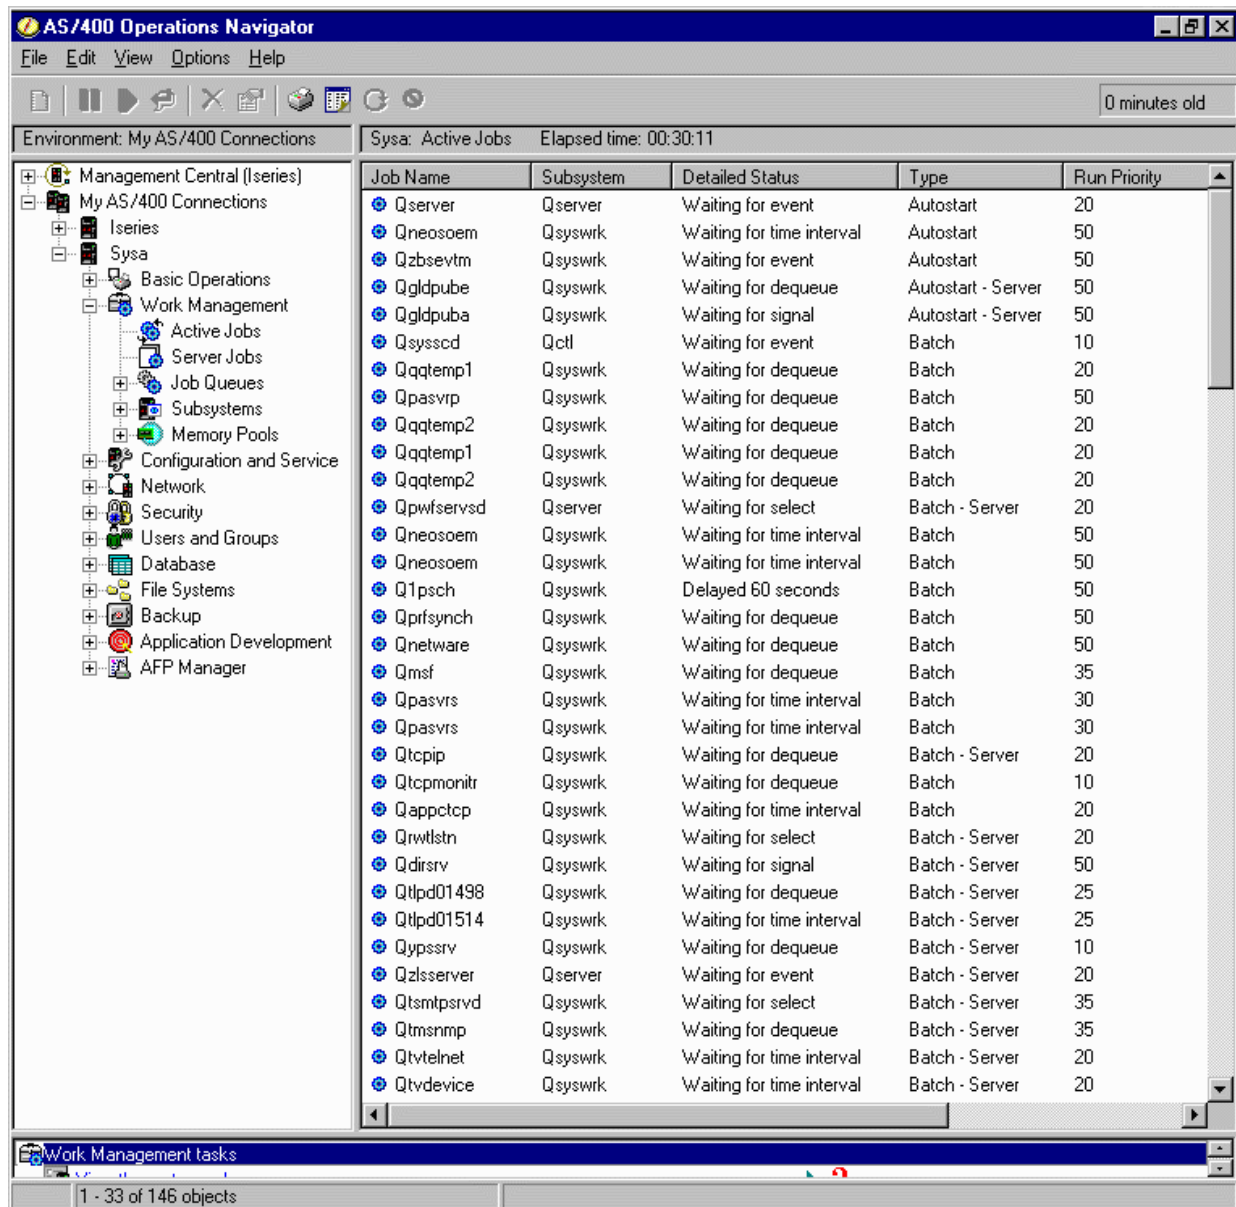 AS/400 Operations Navigator
File Edit View Options Help
0 minutes old
Environment: My AS/400 Connections
Sysa: Active Jobs Elapsed time: 00:30:11
Management Central (Iseries)
My AS/400 Connections
Iseries
Sysa
Basic Operations
Work Management
Active Jobs
Server Jobs
Job Queues
Subsystems
Memory Pools
Configuration and Service
Network
Security
Users and Groups
Database
File Systems
Backup
Application Development
AFP Manager
Job Name Subsystem Detailed Status Type Run Priority
Qserver Qserver Waiting for event Autostart 20
Qneosoem Qsyswrk Waiting for time interval Autostart 50
Qzbsevtm Qsyswrk Waiting for event Autostart 50
Qgldpube Qsyswrk Waiting for dequeue Autostart - Server 50
Qgldpuba Qsyswrk Waiting for signal Autostart - Server 50
Qsysscd Qctl Waiting for event Batch 10
Qqqtemp1 Qsyswrk Waiting for dequeue Batch 20
Qpasvrp Qsyswrk Waiting for dequeue Batch 50
Qqqtemp2 Qsyswrk Waiting for dequeue Batch 20
Qqqtemp1 Qsyswrk Waiting for dequeue Batch 20
Qqqtemp2 Qsyswrk Waiting for dequeue Batch 20
Qpwfservsd Qserver Waiting for select Batch - Server 20
Qneosoem Qsyswrk Waiting for time interval Batch 50
Qneosoem Qsyswrk Waiting for time interval Batch 50
Q1psch Qsyswrk Delayed 60 seconds Batch 50
Qprfsynch Qsyswrk Waiting for dequeue Batch 50
Qnetware Qsyswrk Waiting for dequeue Batch 50
Qmsf Qsyswrk Waiting for dequeue Batch 35
Qpasvrs Qsyswrk Waiting for time interval Batch 30
Qpasvrs Qsyswrk Waiting for time interval Batch 30
Qtcpip Qsyswrk Waiting for dequeue Batch - Server 20
Qtcpmonitr Qsyswrk Waiting for dequeue Batch 10
Qappctcp Qsyswrk Waiting for time interval Batch 20
Qrwtlstn Qsyswrk Waiting for select Batch - Server 20
Qdirsrv Qsyswrk Waiting for signal Batch - Server 50
Qtlpd01498 Qsyswrk Waiting for dequeue Batch - Server 25
Qtlpd01514 Qsyswrk Waiting for time interval Batch - Server 25
Qypssrv Qsyswrk Waiting for dequeue Batch - Server 10
Qzlsserver Qserver Waiting for event Batch - Server 20
Qtsmtpsrvd Qsyswrk Waiting for select Batch - Server 35
Qtmsnmp Qsyswrk Waiting for dequeue Batch - Server 35
Qtvtelnet Qsyswrk Waiting for time interval Batch - Server 20
Qtvdevice Qsyswrk Waiting for time interval Batch - Server 20
Work Management tasks
1 - 33 of 146 objects